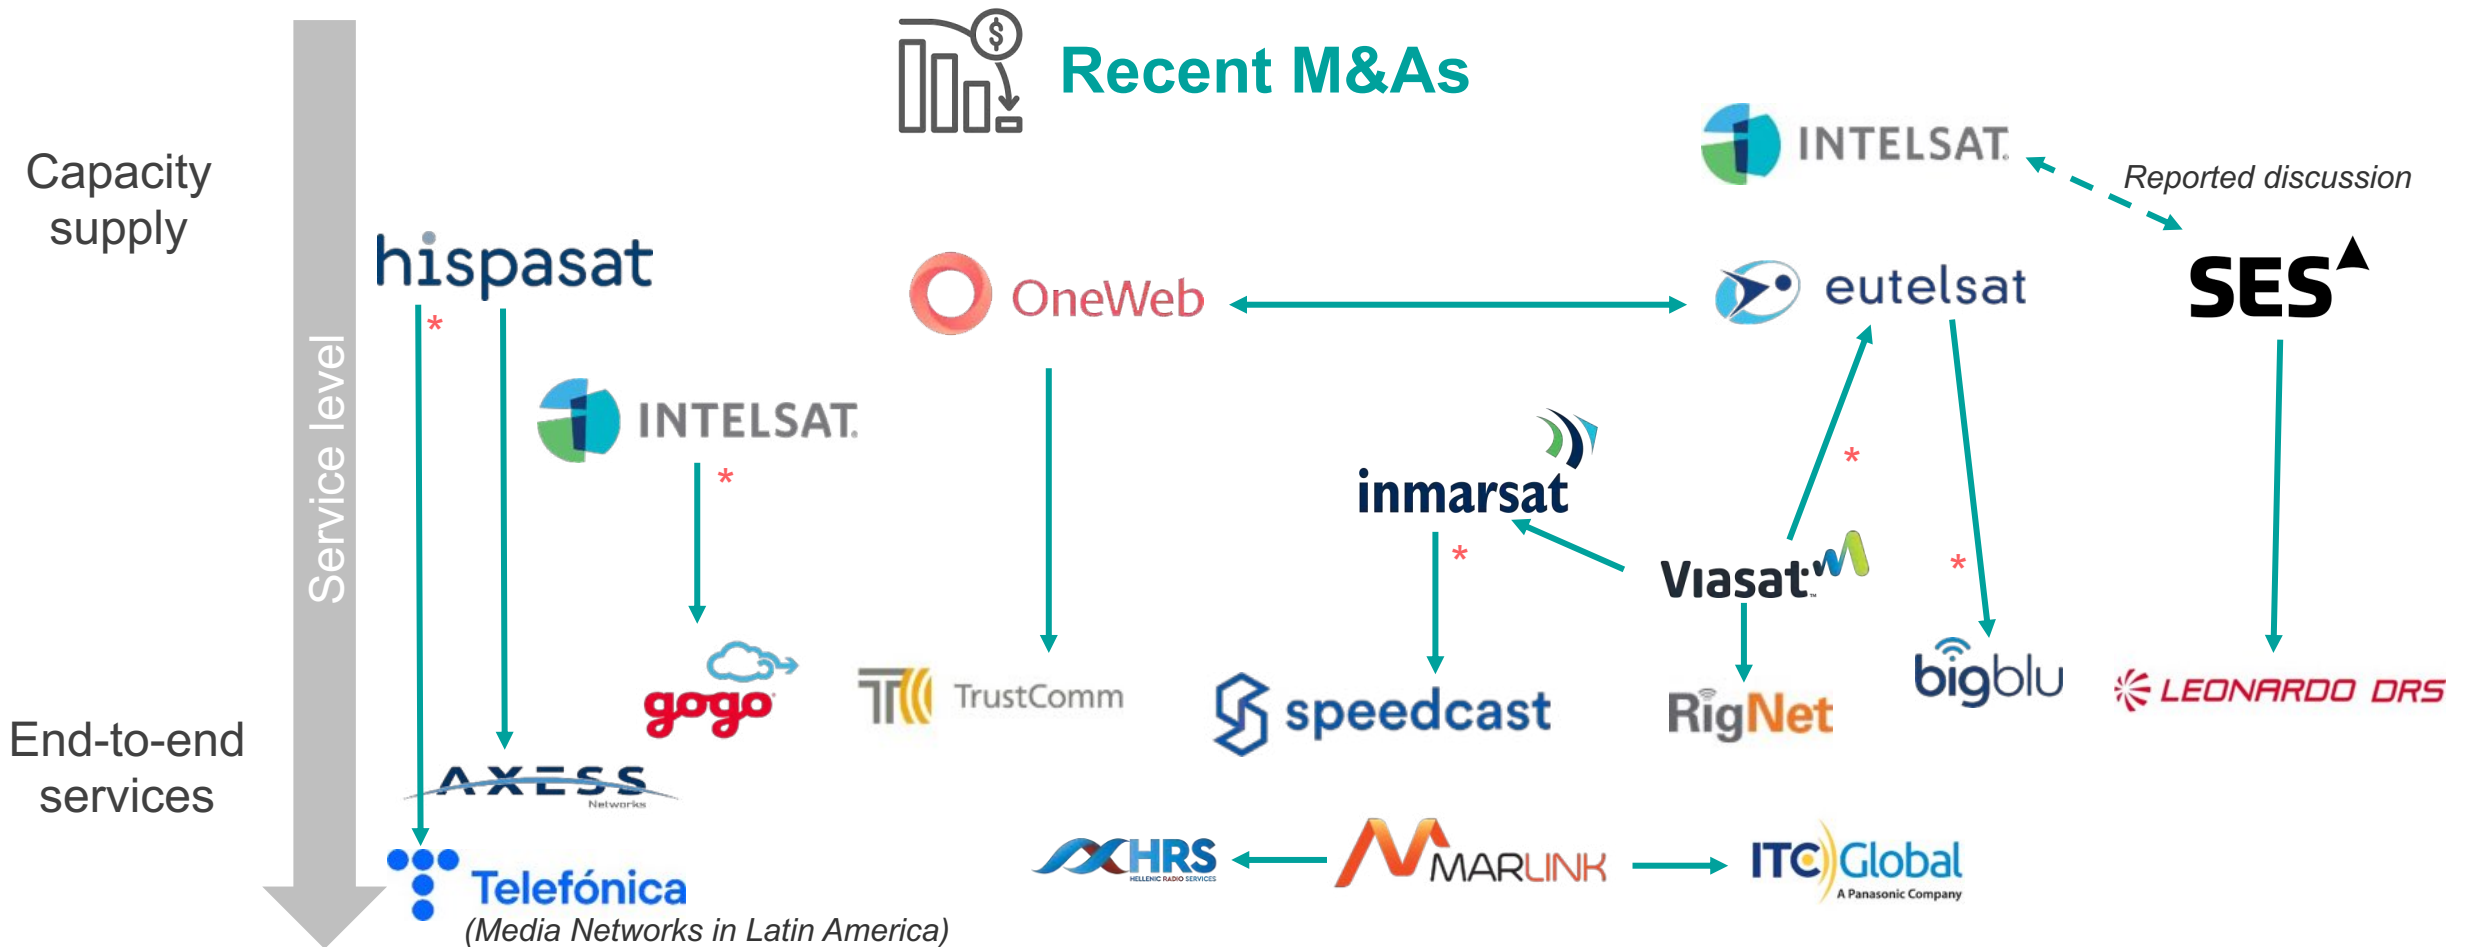 Recent M&As
$
INTELSAT.
Reported discussion
Capacity
supply
hispasat
OneWeb
eutelsat
SES
*
Service level
INTELSAT.
*
*
inmarsat
*
Viasat™
*
gogo
TrustComm
speedcast
RigNet
bigblu
LEONARDO DRS
End-to-end
services
AXESS
Networks
HRS
HELLENIC RADIO SERVICES
MARLINK
ITC Global
A Panasonic Company
Telefónica
(Media Networks in Latin America)